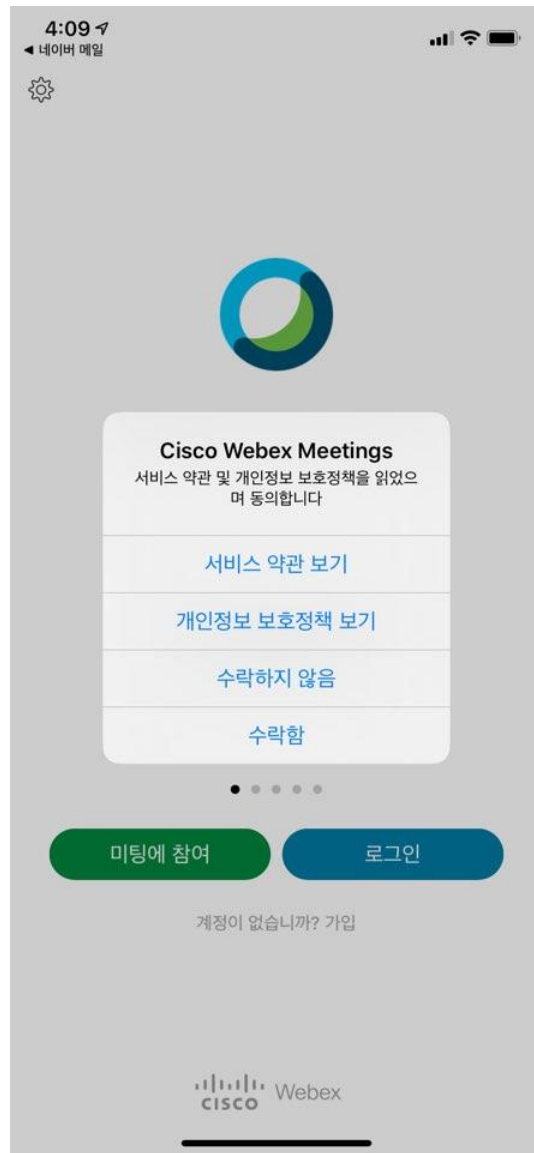 4:09
◀ 네이버 메일
Cisco Webex Meetings
서비스 약관 및 개인정보 보호정책을 읽었으
며 동의합니다
서비스 약관 보기
개인정보 보호정책 보기
수락하지 않음
수락함
미팅에 참여
로그인
계정이 없습니까? 가입
CISCO Webex